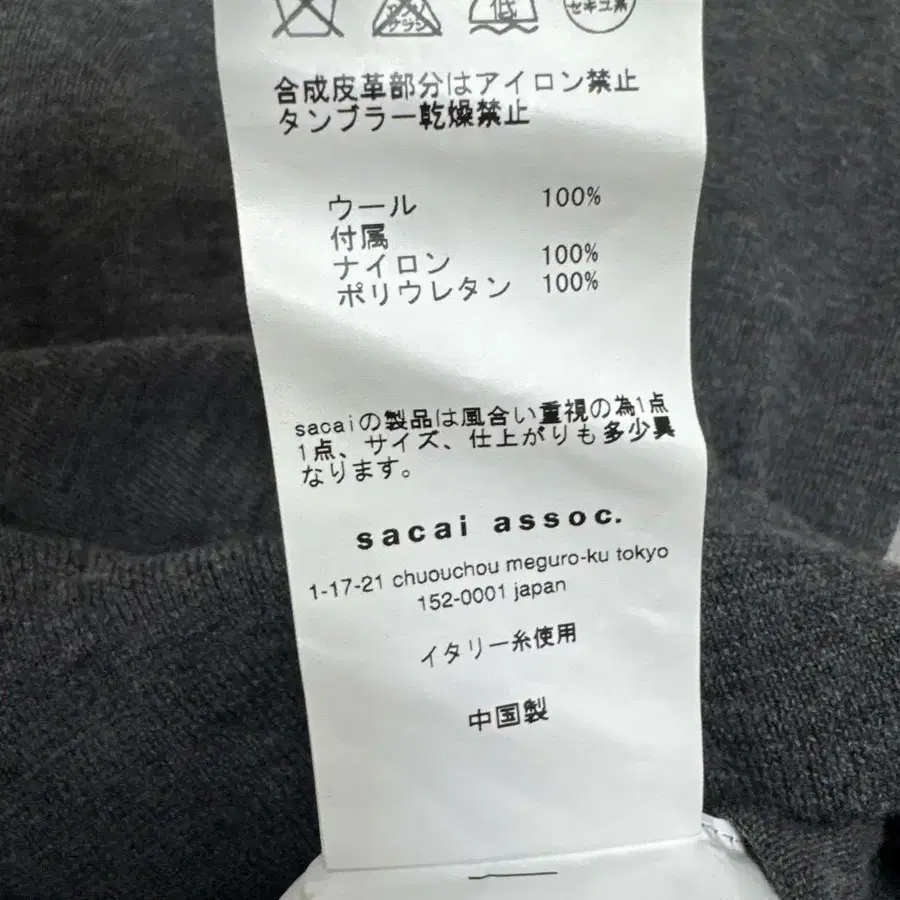 低
セキユ系
合成皮革部分はアイロン禁止
タンブラー乾燥禁止
ウール 100%
付属
ナイロン 100%
ポリウレタン 100%
sacaiの製品は風合い重視の為1点
1点、サイズ、仕上がりも多少異
なります。
sacai assoc.
1-17-21 chuouchou meguro-ku tokyo
152-0001 japan
イタリー糸使用
中国製